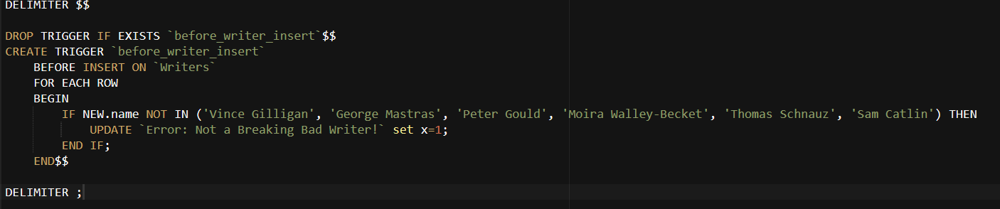 DELIMITER $$
DROP TRIGGER IF EXISTS `before_writer_insert`$$
CREATE TRIGGER `before_writer_insert`
BEFORE INSERT ON `Writers`
FOR EACH ROW
BEGIN
IF NEW.name NOT IN ('Vince Gilligan', 'George Mastras', 'Peter Gould', 'Moira Walley-Becket', 'Thomas Schnauz', 'Sam Catlin') THEN
UPDATE `Error: Not a Breaking Bad Writer!` set x=1;
END IF;
END$$
DELIMITER ;